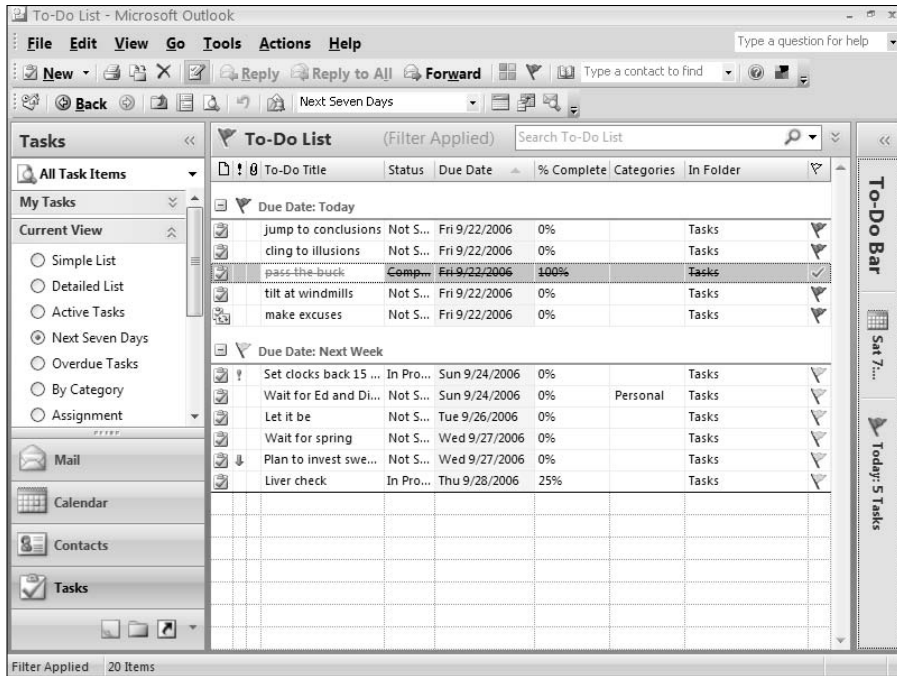 To-Do List - Microsoft Outlook
File Edit View Go Tools Actions Help
Type a question for help
New Reply Reply to All Forward Type a contact to find
Back Next Seven Days
Tasks
All Task Items
My Tasks
Current View
Simple List
Detailed List
Active Tasks
Next Seven Days
Overdue Tasks
By Category
Assignment
Mail
Calendar
Contacts
Tasks
To-Do List (Filter Applied) Search To-Do List
! To-Do Title Status Due Date % Complete Categories In Folder
Due Date: Today
jump to conclusions Not S... Fri 9/22/2006 0% Tasks
cling to illusions Not S... Fri 9/22/2006 0% Tasks
pass the buck Comp... Fri 9/22/2006 100% Tasks
tilt at windmills Not S... Fri 9/22/2006 0% Tasks
make excuses Not S... Fri 9/22/2006 0% Tasks
Due Date: Next Week
Set clocks back 15 ... In Pro... Sun 9/24/2006 0% Tasks
Wait for Ed and Di... Not S... Sun 9/24/2006 0% Personal Tasks
Let it be Not S... Tue 9/26/2006 0% Tasks
Wait for spring Not S... Wed 9/27/2006 0% Tasks
Plan to invest swe... Not S... Wed 9/27/2006 0% Tasks
Liver check In Pro... Thu 9/28/2006 25% Tasks
To-Do Bar
Sat 7:...
Today: 5 Tasks
Filter Applied 20 Items